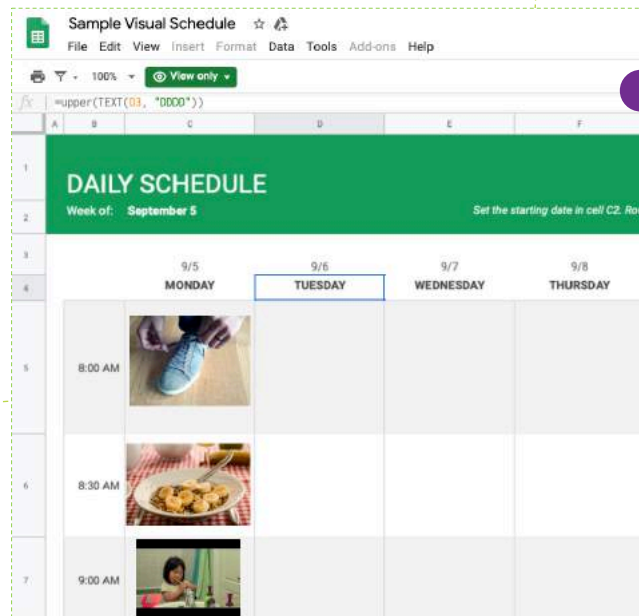 Sample Visual Schedule
File Edit View Insert Format Data Tools Add-ons Help
100% View only
fx =upper(TEXT(D3, "DDDD"))
A B C D E F
1
DAILY SCHEDULE
2 Week of: September 5 Set the starting date in cell C2.
3 9/5 9/6 9/7 9/8
4 MONDAY TUESDAY WEDNESDAY THURSDAY
5 8:00 AM
6 8:30 AM
7 9:00 AM